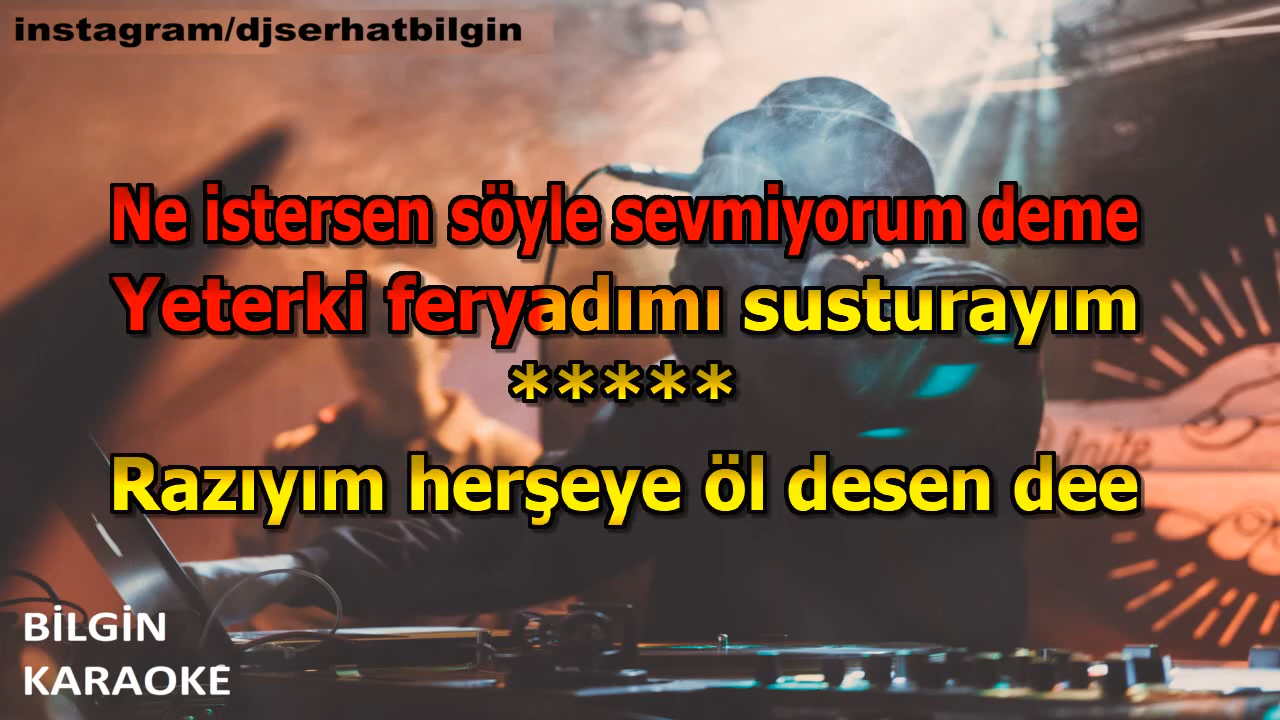 instagram/djserhatbilgin
Ne istersen söyle sevmiyorum deme
Yeterki feryadımı susturayım
*****
Razıyım herşeye öl desen dee
BİLGİN
KARAOKE